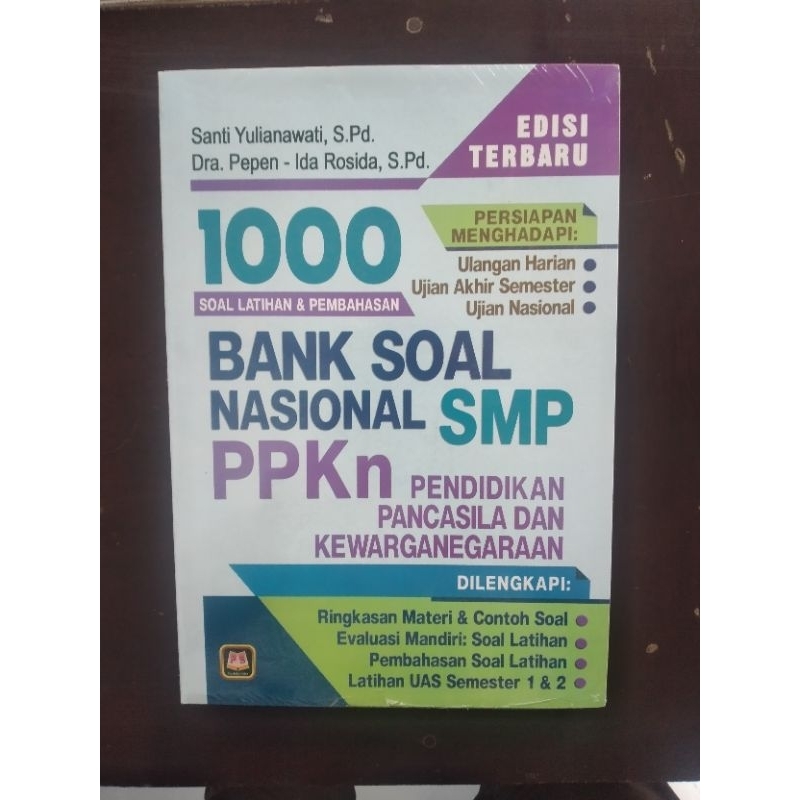 Santi Yulianawati, S.Pd.
Dra. Pepen - Ida Rosida, S.Pd.
EDISI
TERBARU
1000
SOAL LATIHAN & PEMBAHASAN
PERSIAPAN
MENGHADAPI:
Ulangan Harian
Ujian Akhir Semester
Ujian Nasional
BANK SOAL
NASIONAL SMP
PPKn PENDIDIKAN
PANCASILA DAN
KEWARGANEGARAAN
DILENGKAPI:
Ringkasan Materi & Contoh Soal
Evaluasi Mandiri: Soal Latihan
Pembahasan Soal Latihan
Latihan UAS Semester 1 & 2